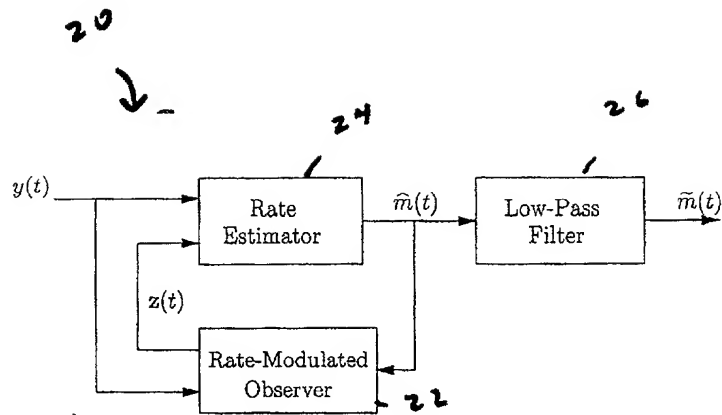 20
24
26
y(t)
Rate
Estimator
m̂(t)
Low-Pass
Filter
m̃(t)
z(t)
Rate-Modulated
Observer
22